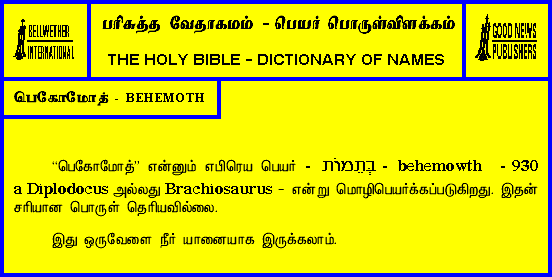 BELLWETHER
INTERNATIONAL
பரிசுத்த வேதாகமம் - பெயர் பொருள்விளக்கம்
THE HOLY BIBLE - DICTIONARY OF NAMES
GOOD NEWS
PUBLISHERS
பெகேமோத் - BEHEMOTH
“பெகேமோத்” என்னும் எபிரெய பெயர் - בְּהֵמוֹת - behemowth - 930
a Diplodocus அல்லது Brachiosaurus - என்று மொழிபெயர்க்கப்படுகிறது. இதன்
சரியான பொருள் தெரியவில்லை.
இது ஒருவேளை நீர் யானையாக இருக்கலாம்.